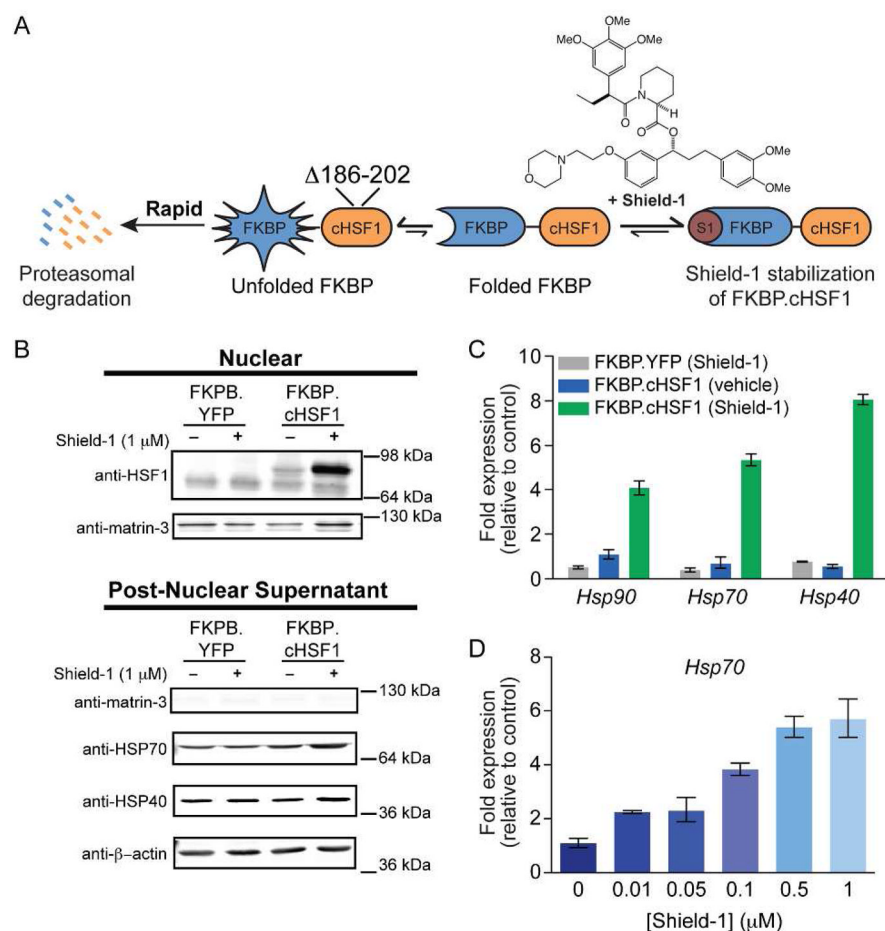 A
MeO
OMe
OMe
N
H
O
O
O
N
O
O
OMe
OMe
+ Shield-1
Δ186-202
Rapid
FKBP
cHSF1
FKBP
cHSF1
S1
FKBP
cHSF1
Proteasomal
degradation
Unfolded FKBP
Folded FKBP
Shield-1 stabilization
of FKBP.cHSF1
B
Nuclear
FKPB.
YFP
FKBP.
cHSF1
Shield-1 (1 μM)
–
+
–
+
anti-HSF1
98 kDa
64 kDa
anti-matrin-3
130 kDa
Post-Nuclear Supernatant
FKPB.
YFP
FKBP.
cHSF1
Shield-1 (1 μM)
–
+
–
+
anti-matrin-3
130 kDa
anti-HSP70
64 kDa
anti-HSP40
36 kDa
anti-β-actin
36 kDa
C
FKBP.YFP (Shield-1)
FKBP.cHSF1 (vehicle)
FKBP.cHSF1 (Shield-1)
Fold expression
(relative to control)
10
8
6
4
2
0
Hsp90
Hsp70
Hsp40
D
Hsp70
Fold expression
(relative to control)
8
6
4
2
0
0
0.01
0.05
0.1
0.5
1
[Shield-1] (μM)